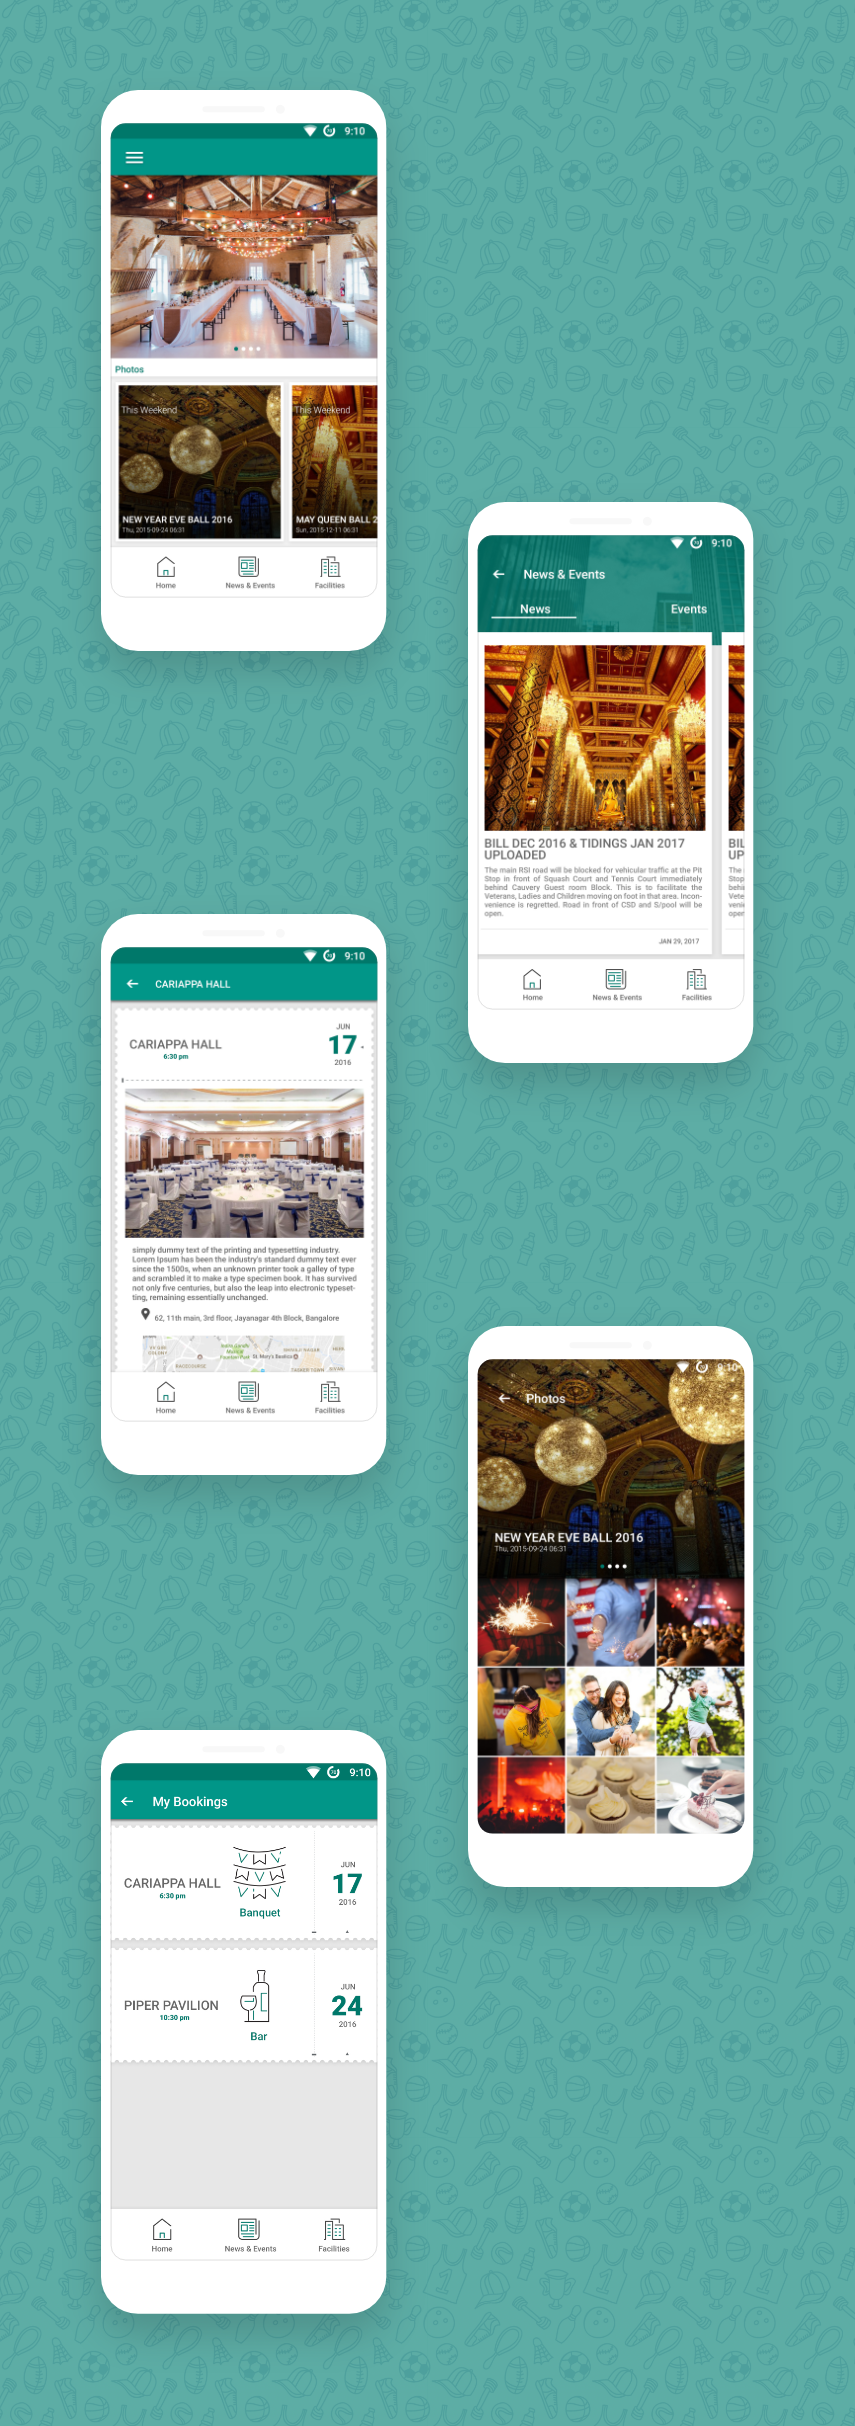 9:10
Photos
This Weekend
NEW YEAR EVE BALL 2016
Thu, 2015-09-24 06:31
This Weekend
MAY QUEEN BALL 2
Sun, 2015-12-11 06:31
Home
News & Events
Facilities
9:10
News & Events
News
Events
BILL DEC 2016 & TIDINGS JAN 2017
UPLOADED
The main RSI road will be blocked for vehicular traffic at the Pit
Stop in front of Squash Court and Tennis Court immediately
behind Cauvery Guest room Block. This is to facilitate the
Veterans, Ladies and Children moving on foot in that area. Incon-
venience is regretted. Road in front of CSD and S/pool will be
open.
JAN 29, 2017
BIL
UP
The
Stop
behi
Vete
veni
open
Home
News & Events
Facilities
9:10
CARIAPPA HALL
CARIAPPA HALL
6:30 pm
JUN
17
2016
simply dummy text of the printing and typesetting industry.
Lorem Ipsum has been the industry's standard dummy text ever
since the 1500s, when an unknown printer took a galley of type
and scrambled it to make a type specimen book. It has survived
not only five centuries, but also the leap into electronic typeset-
ting, remaining essentially unchanged.
62, 11th main, 3rd floor, Jayanagar 4th Block, Bangalore
St. Mary's Basilica
RACECOURSE
Home
News & Events
Facilities
9:10
Photos
NEW YEAR EVE BALL 2016
Thu, 2015-09-24 06:31
9:10
My Bookings
CARIAPPA HALL
6:30 pm
Banquet
JUN
17
2016
PIPER PAVILION
10:30 pm
Bar
JUN
24
2016
Home
News & Events
Facilities